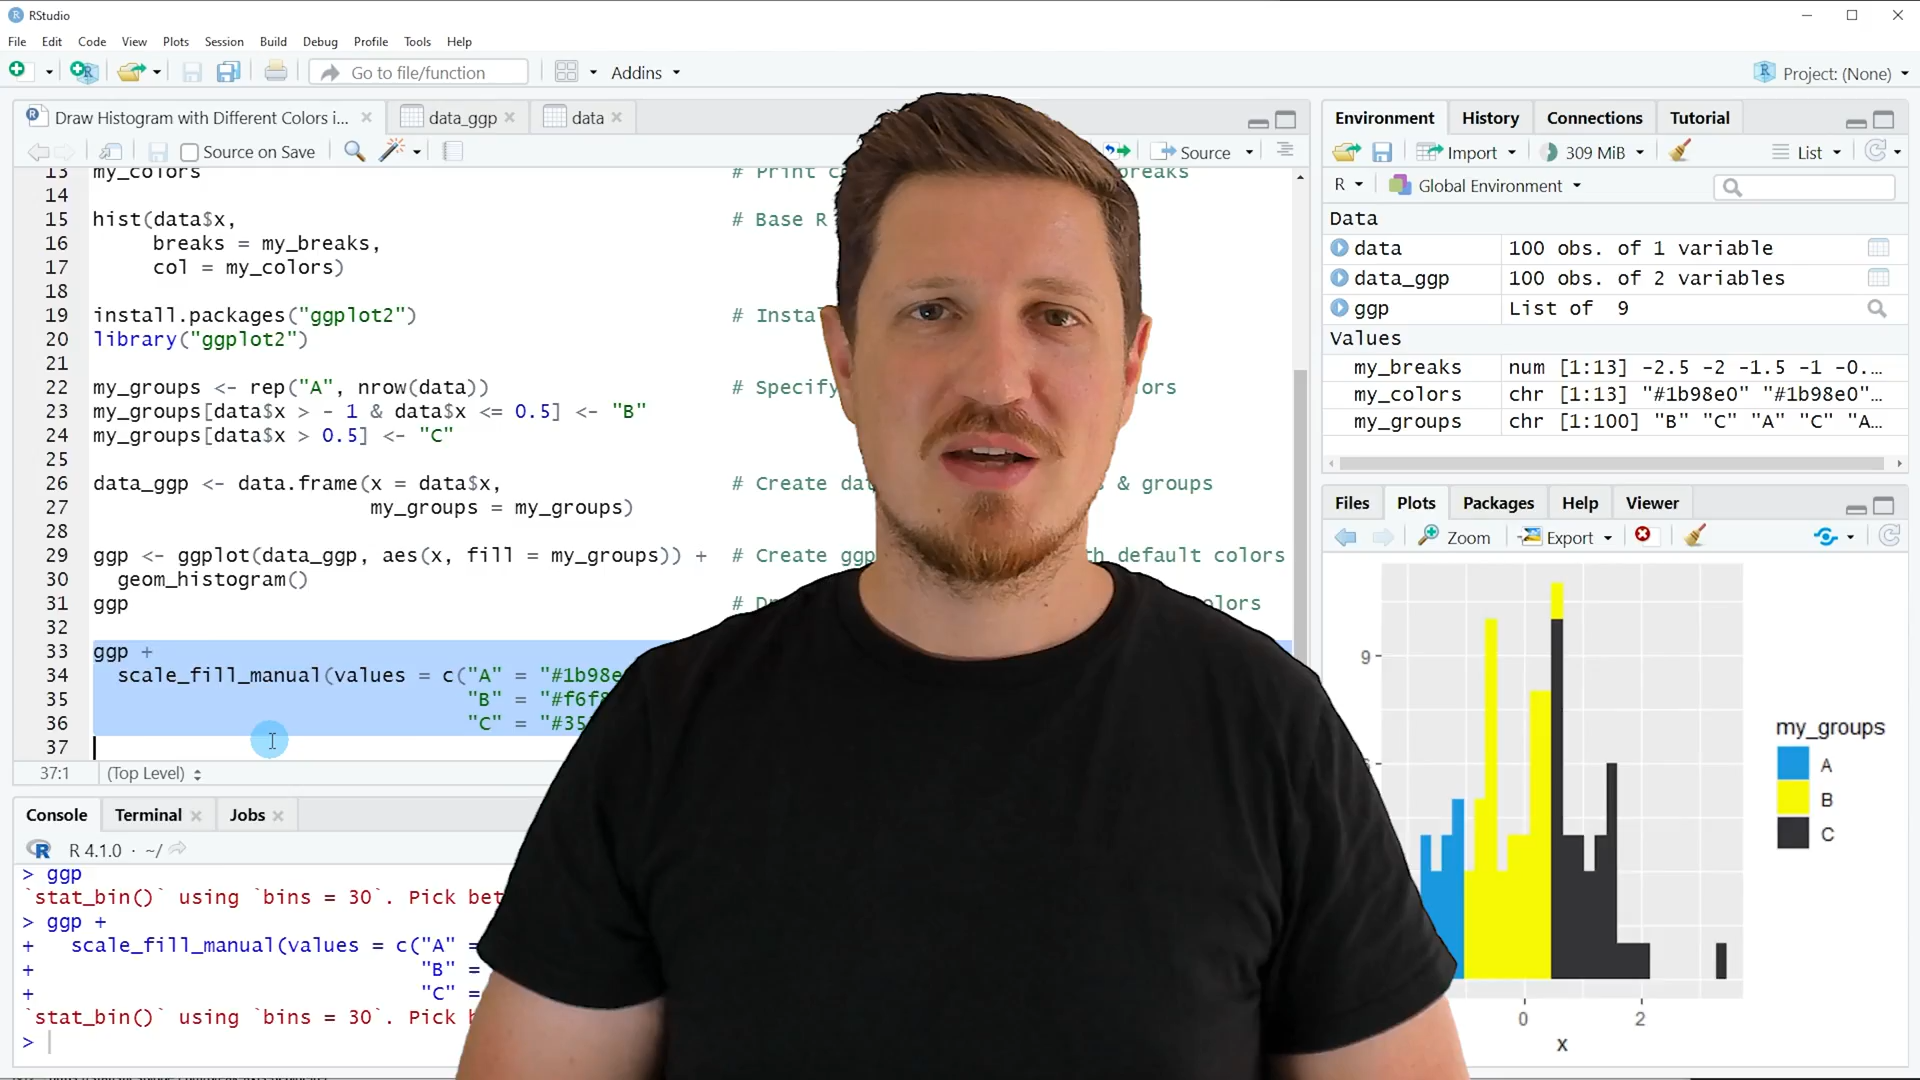 RStudio
File Edit Code View Plots Session Build Debug Profile Tools Help
Go to file/function Addins Project: (None)
Draw Histogram with Different Colors i... data_ggp data
Source on Save Source
13 my_colors # Print reaks
14
15 hist(data$x, # Base R
16 breaks = my_breaks,
17 col = my_colors)
18
19 install.packages("ggplot2") # Insta
20 library("ggplot2")
21
22 my_groups <- rep("A", nrow(data)) # Specify ors
23 my_groups[data$x > - 1 & data$x <= 0.5] <- "B"
24 my_groups[data$x > 0.5] <- "C"
25
26 data_ggp <- data.frame(x = data$x, # Create dat & groups
27 my_groups = my_groups)
28
29 ggp <- ggplot(data_ggp, aes(x, fill = my_groups)) + # Create ggp h default colors
30 geom_histogram()
31 ggp # lors
32
33 ggp +
34 scale_fill_manual(values = c("A" = "#1b98e
35 "B" = "#f6f
36 "C" = "#35
37
37:1 (Top Level)
Console Terminal Jobs
R 4.1.0 · ~/
> ggp
`stat_bin()` using `bins = 30`. Pick bet
> ggp +
+ scale_fill_manual(values = c("A" =
+ "B" =
+ "C" =
`stat_bin()` using `bins = 30`. Pick
>
Environment History Connections Tutorial
Import 309 MiB List
R Global Environment
Data
data 100 obs. of 1 variable
data_ggp 100 obs. of 2 variables
ggp List of 9
Values
my_breaks num [1:13] -2.5 -2 -1.5 -1 -0...
my_colors chr [1:13] "#1b98e0" "#1b98e0"...
my_groups chr [1:100] "B" "C" "A" "C" "A...
Files Plots Packages Help Viewer
Zoom Export
9
my_groups
A
B
C
0 2
x